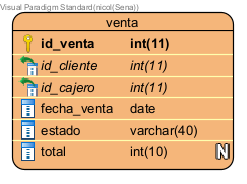 Visual Paradigm Standard(nicol(Sena))
venta
id_venta int(11)
id_cliente int(11)
id_cajero int(11)
fecha_venta date
estado varchar(40)
total int(10) N